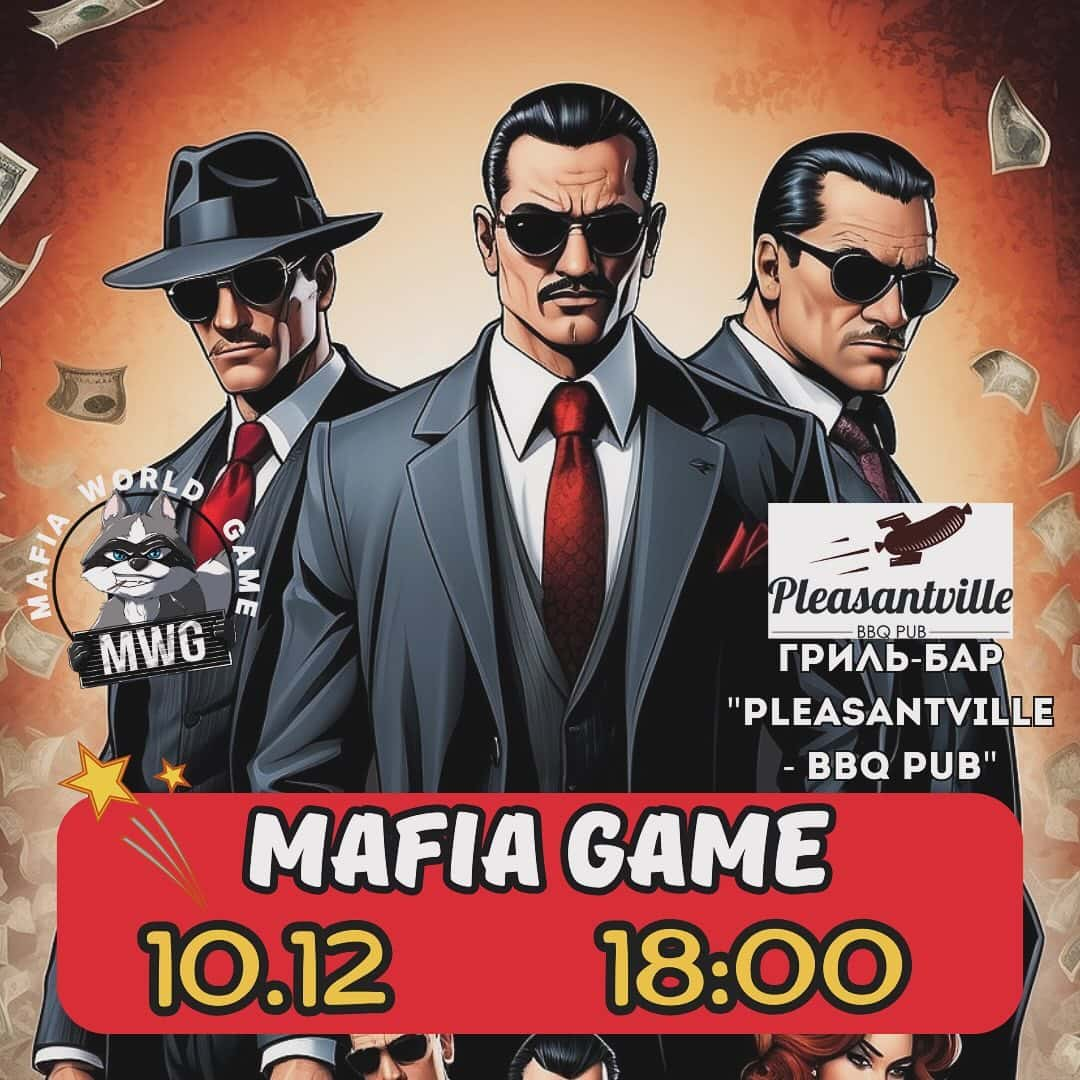 MAFIA WORLD GAME
MWG
Pleasantville
BBQ PUB
ГРИЛЬ-БАР
"PLEASANTVILLE
- BBQ PUB"
MAFIA GAME
10.12 18:00